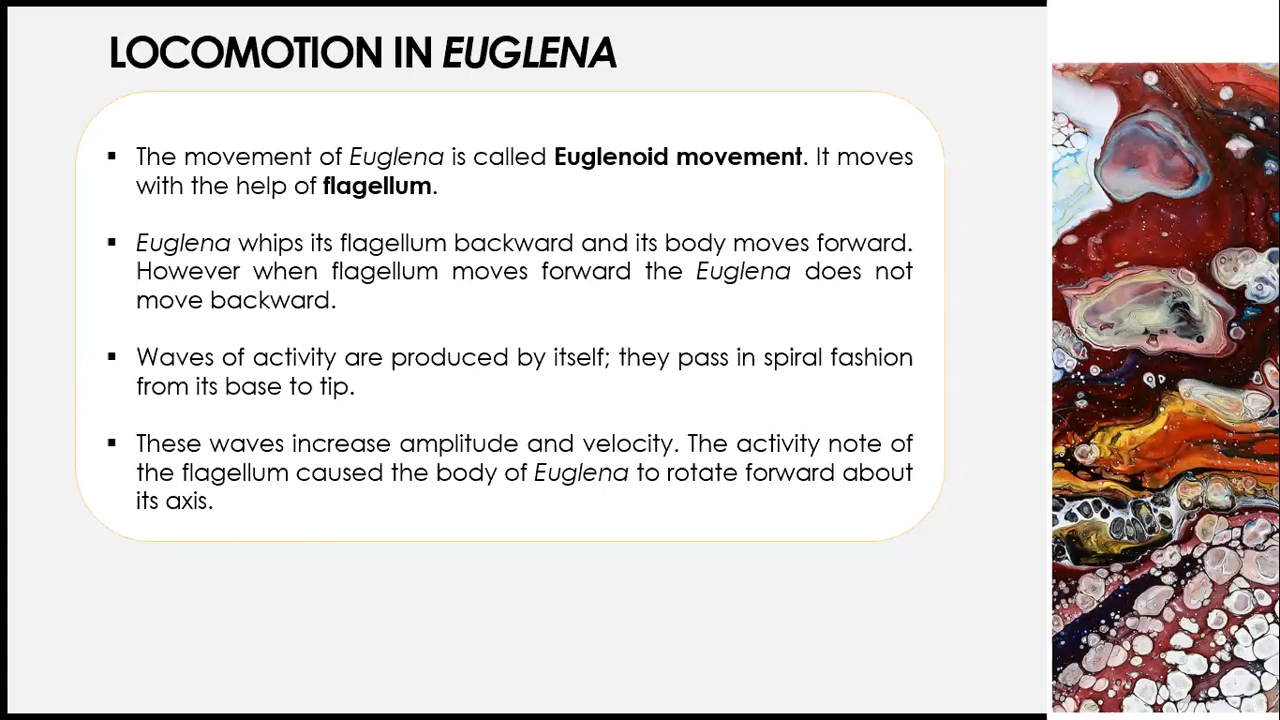 LOCOMOTION IN EUGLENA
▪ The movement of Euglena is called Euglenoid movement. It moves
with the help of flagellum.
▪ Euglena whips its flagellum backward and its body moves forward.
However when flagellum moves forward the Euglena does not
move backward.
▪ Waves of activity are produced by itself; they pass in spiral fashion
from its base to tip.
▪ These waves increase amplitude and velocity. The activity note of
the flagellum caused the body of Euglena to rotate forward about
its axis.